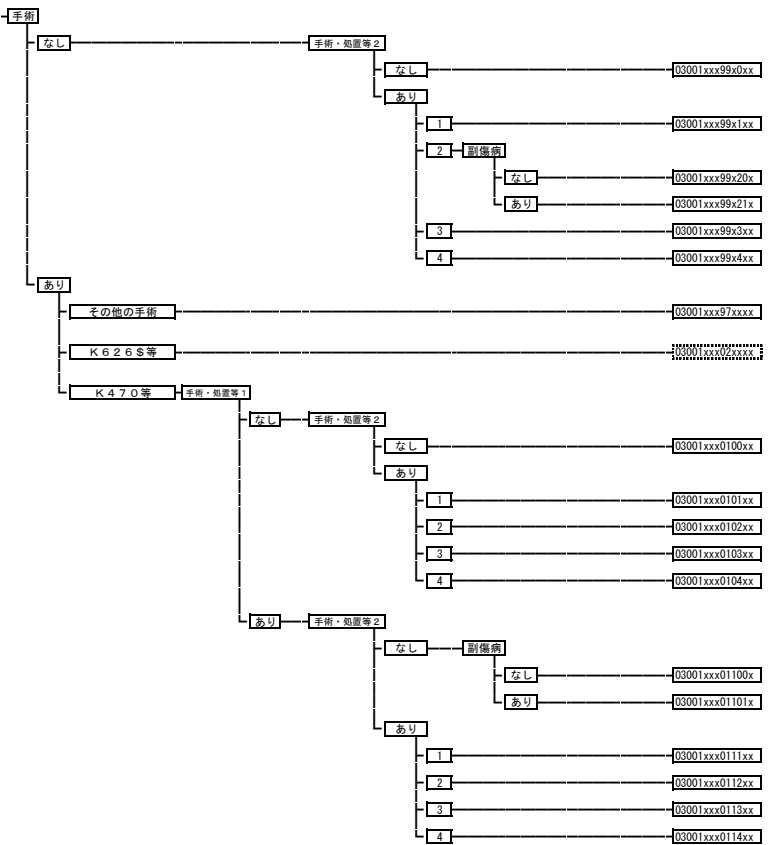 手術
なし 手術・処置等2
なし 03001xxx99x0xx
あり
1 03001xxx99x1xx
2 副傷病
なし 03001xxx99x20x
あり 03001xxx99x21x
3 03001xxx99x3xx
4 03001xxx99x4xx
あり
その他の手術 03001xxx97xxxx
K626$等 03001xxx02xxxx
K470等 手術・処置等1
なし 手術・処置等2
なし 03001xxx0100xx
あり
1 03001xxx0101xx
2 03001xxx0102xx
3 03001xxx0103xx
4 03001xxx0104xx
あり 手術・処置等2
なし 副傷病
なし 03001xxx01100x
あり 03001xxx01101x
あり
1 03001xxx0111xx
2 03001xxx0112xx
3 03001xxx0113xx
4 03001xxx0114xx